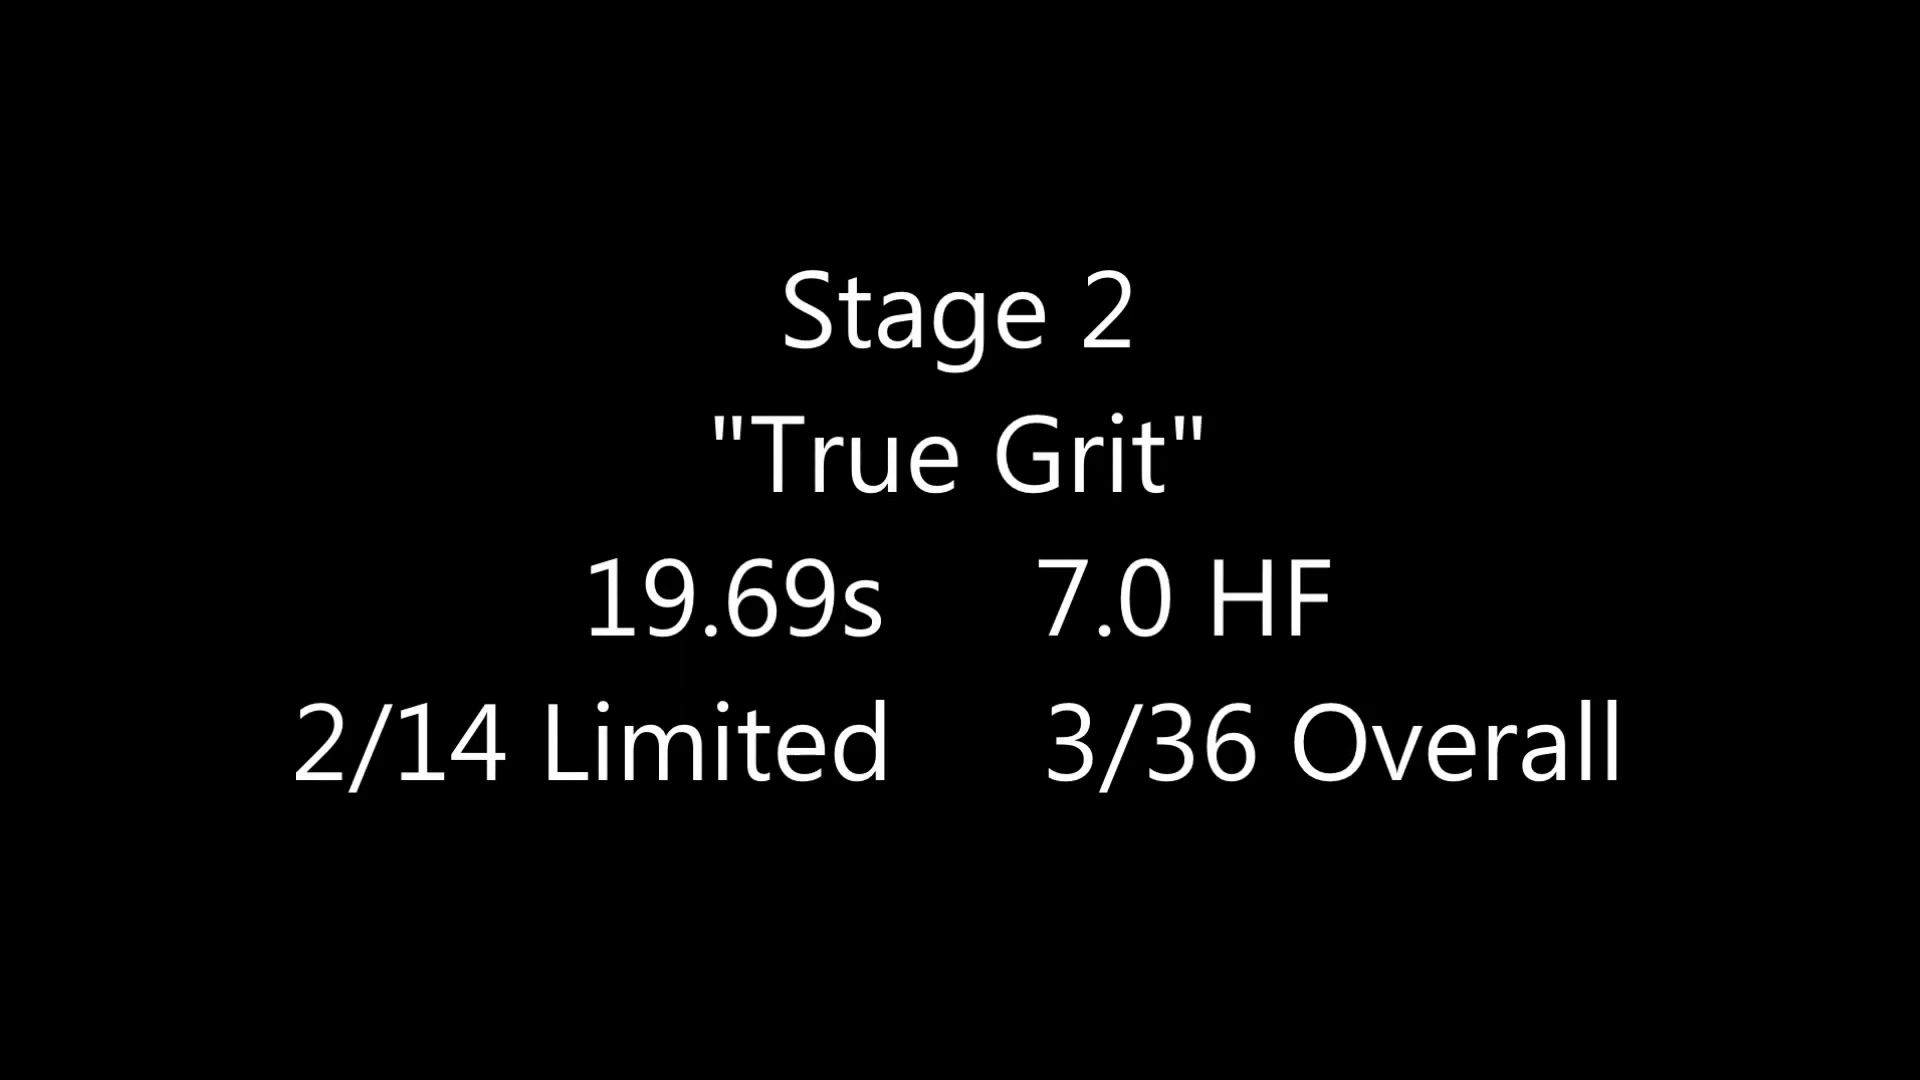 Stage 2
"True Grit"
19.69s 7.0 HF
2/14 Limited 3/36 Overall